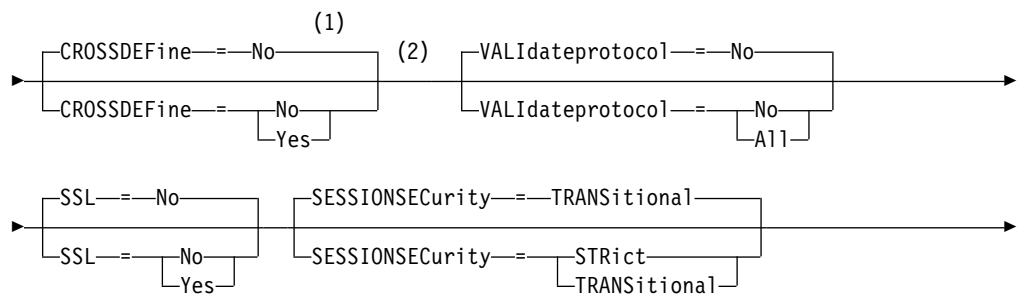 (1)
CROSSDEFine = No (2) VALIdateprotocol = No
CROSSDEFine = No VALIdateprotocol = No
Yes All
SSL = No SESSIONSECurity = TRANSitional
SSL = No SESSIONSECurity = STRict
Yes TRANSitional